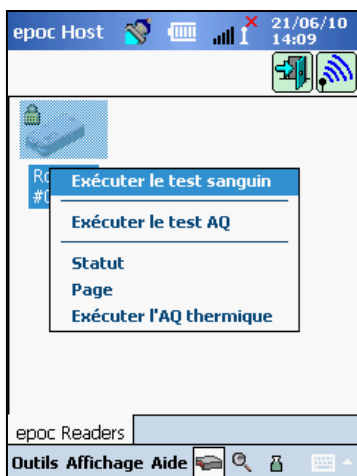 epoc Host 21/06/10
14:09
Exécuter le test sanguin
Exécuter le test AQ
Statut
Page
Exécuter l'AQ thermique
epoc Readers
Outils Affichage Aide